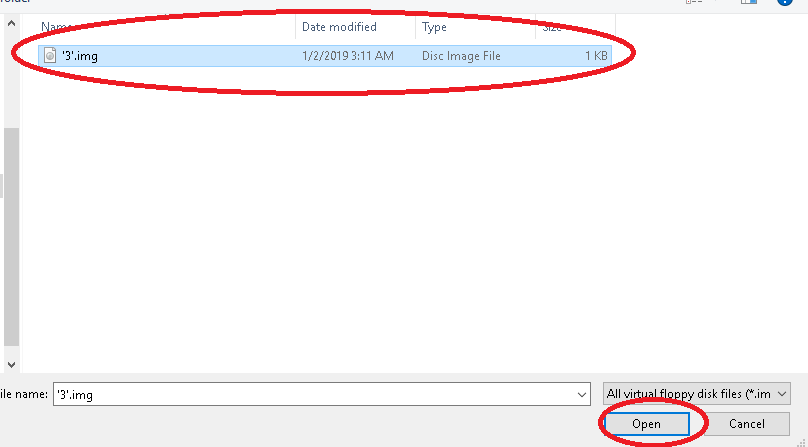 older
Name Date modified Type Size
'3'.img 1/2/2019 3:11 AM Disc Image File 1 KB
ile name: '3'.img All virtual floppy disk files (*.im
Open Cancel